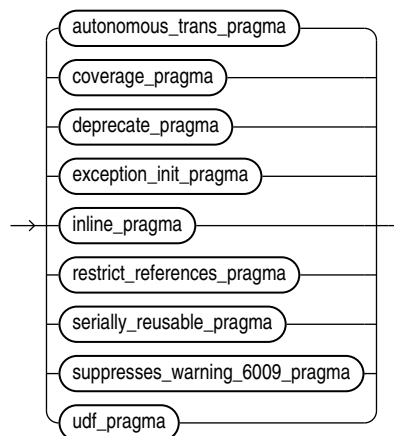 autonomous_trans_pragma
coverage_pragma
deprecate_pragma
exception_init_pragma
inline_pragma
restrict_references_pragma
serially_reusable_pragma
suppresses_warning_6009_pragma
udf_pragma